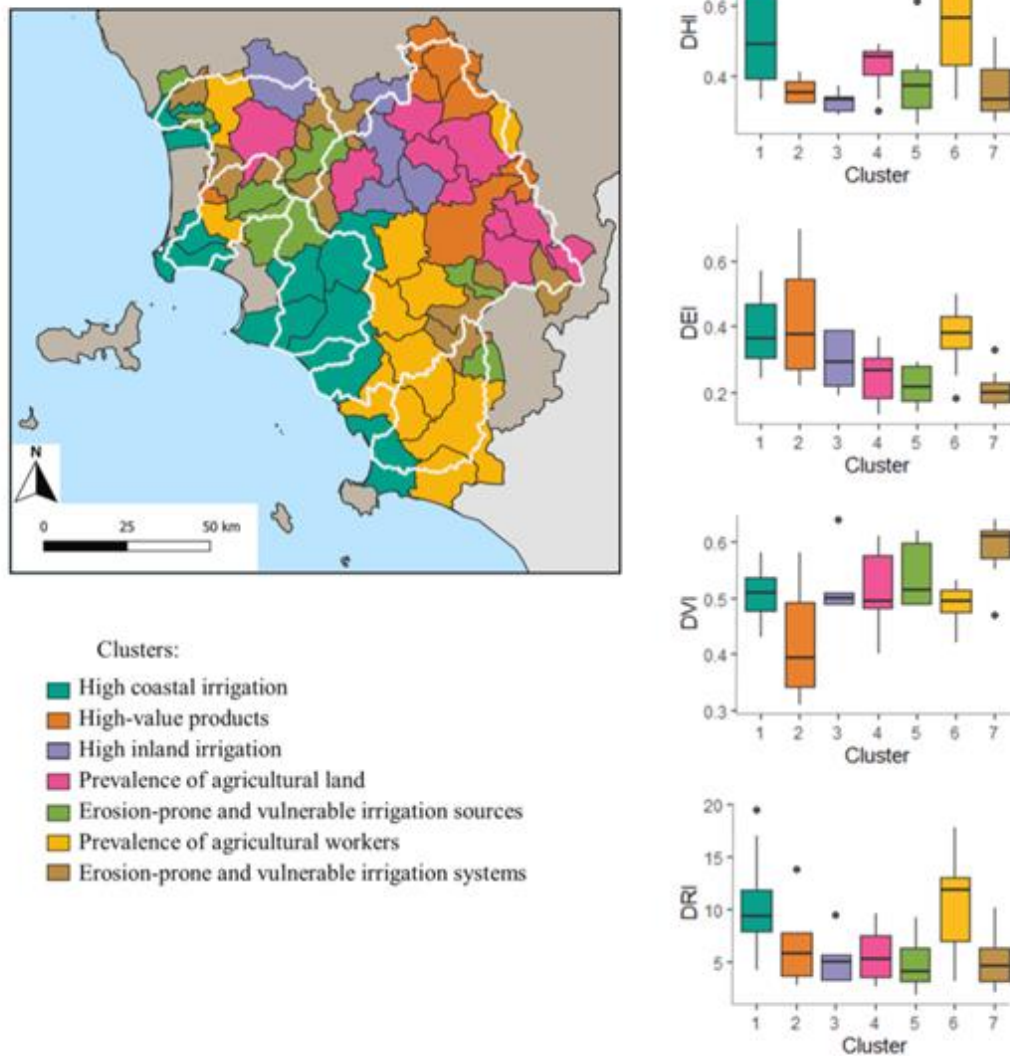 N
0 25 50 km
Clusters:
High coastal irrigation
High-value products
High inland irrigation
Prevalence of agricultural land
Erosion-prone and vulnerable irrigation sources
Prevalence of agricultural workers
Erosion-prone and vulnerable irrigation systems
DHI
0.6
0.4
1 2 3 4 5 6 7
Cluster
DEI
0.6
0.4
0.2
1 2 3 4 5 6 7
Cluster
DVI
0.6
0.5
0.4
0.3
1 2 3 4 5 6 7
Cluster
DRI
20
15
10
5
1 2 3 4 5 6 7
Cluster